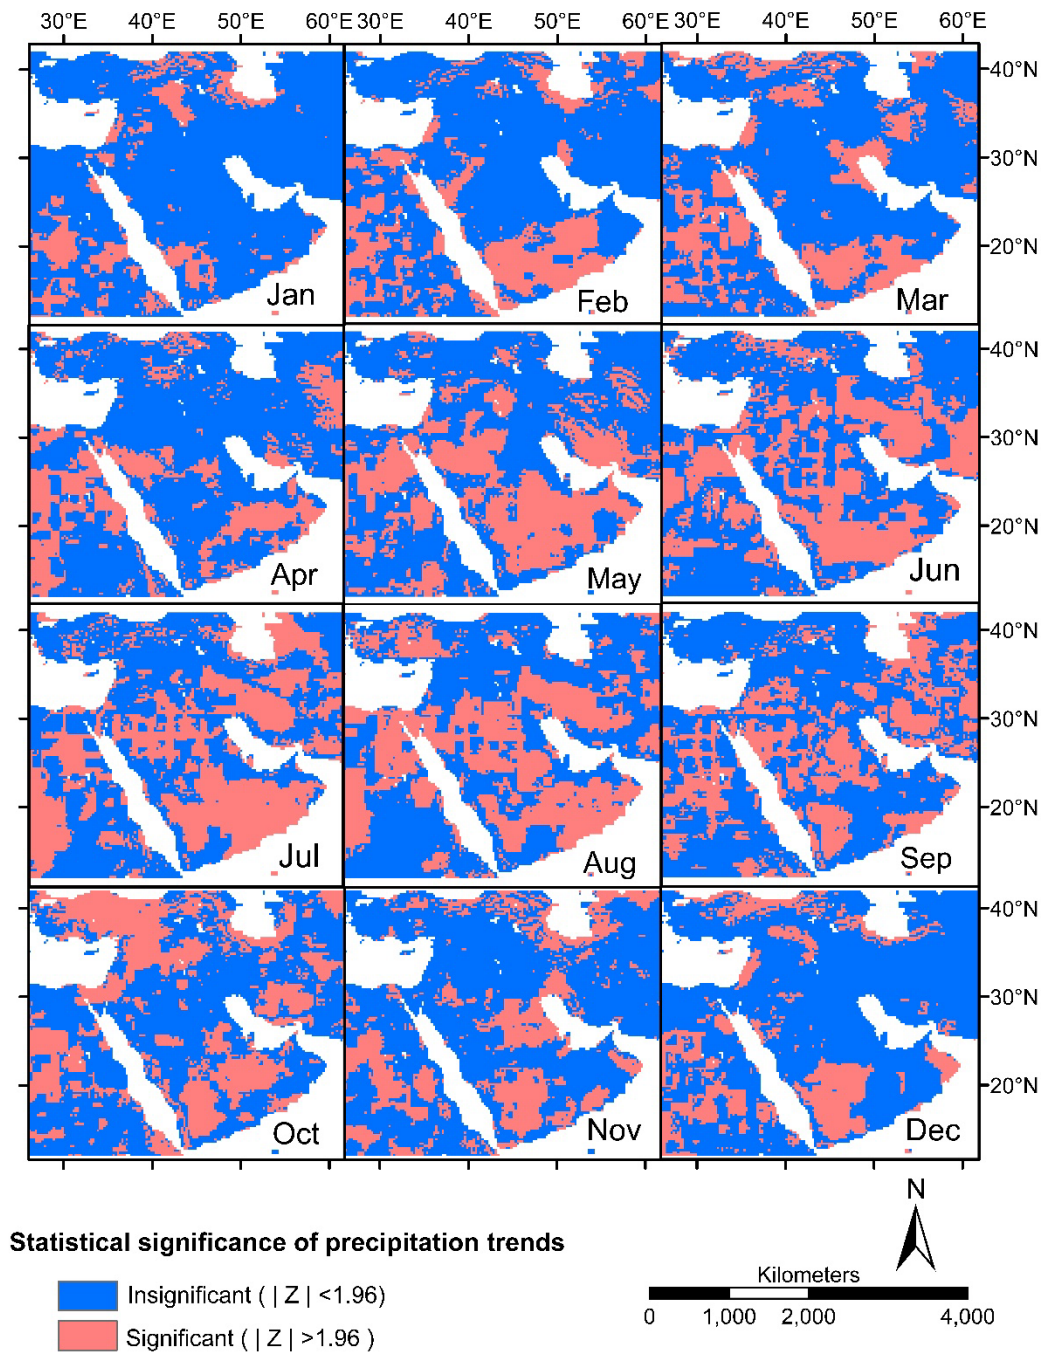 30°E 40°E 50°E 60°E 30°E 40°E 50°E 60°E 30°E 40°E 50°E 60°E
40°N
30°N
20°N
Jan Feb Mar
40°N
30°N
20°N
Apr May Jun
40°N
30°N
20°N
Jul Aug Sep
40°N
30°N
20°N
Oct Nov Dec
N
Statistical significance of precipitation trends
Insignificant ( | Z | <1.96)
Significant ( | Z | >1.96 )
Kilometers
0 1,000 2,000 4,000